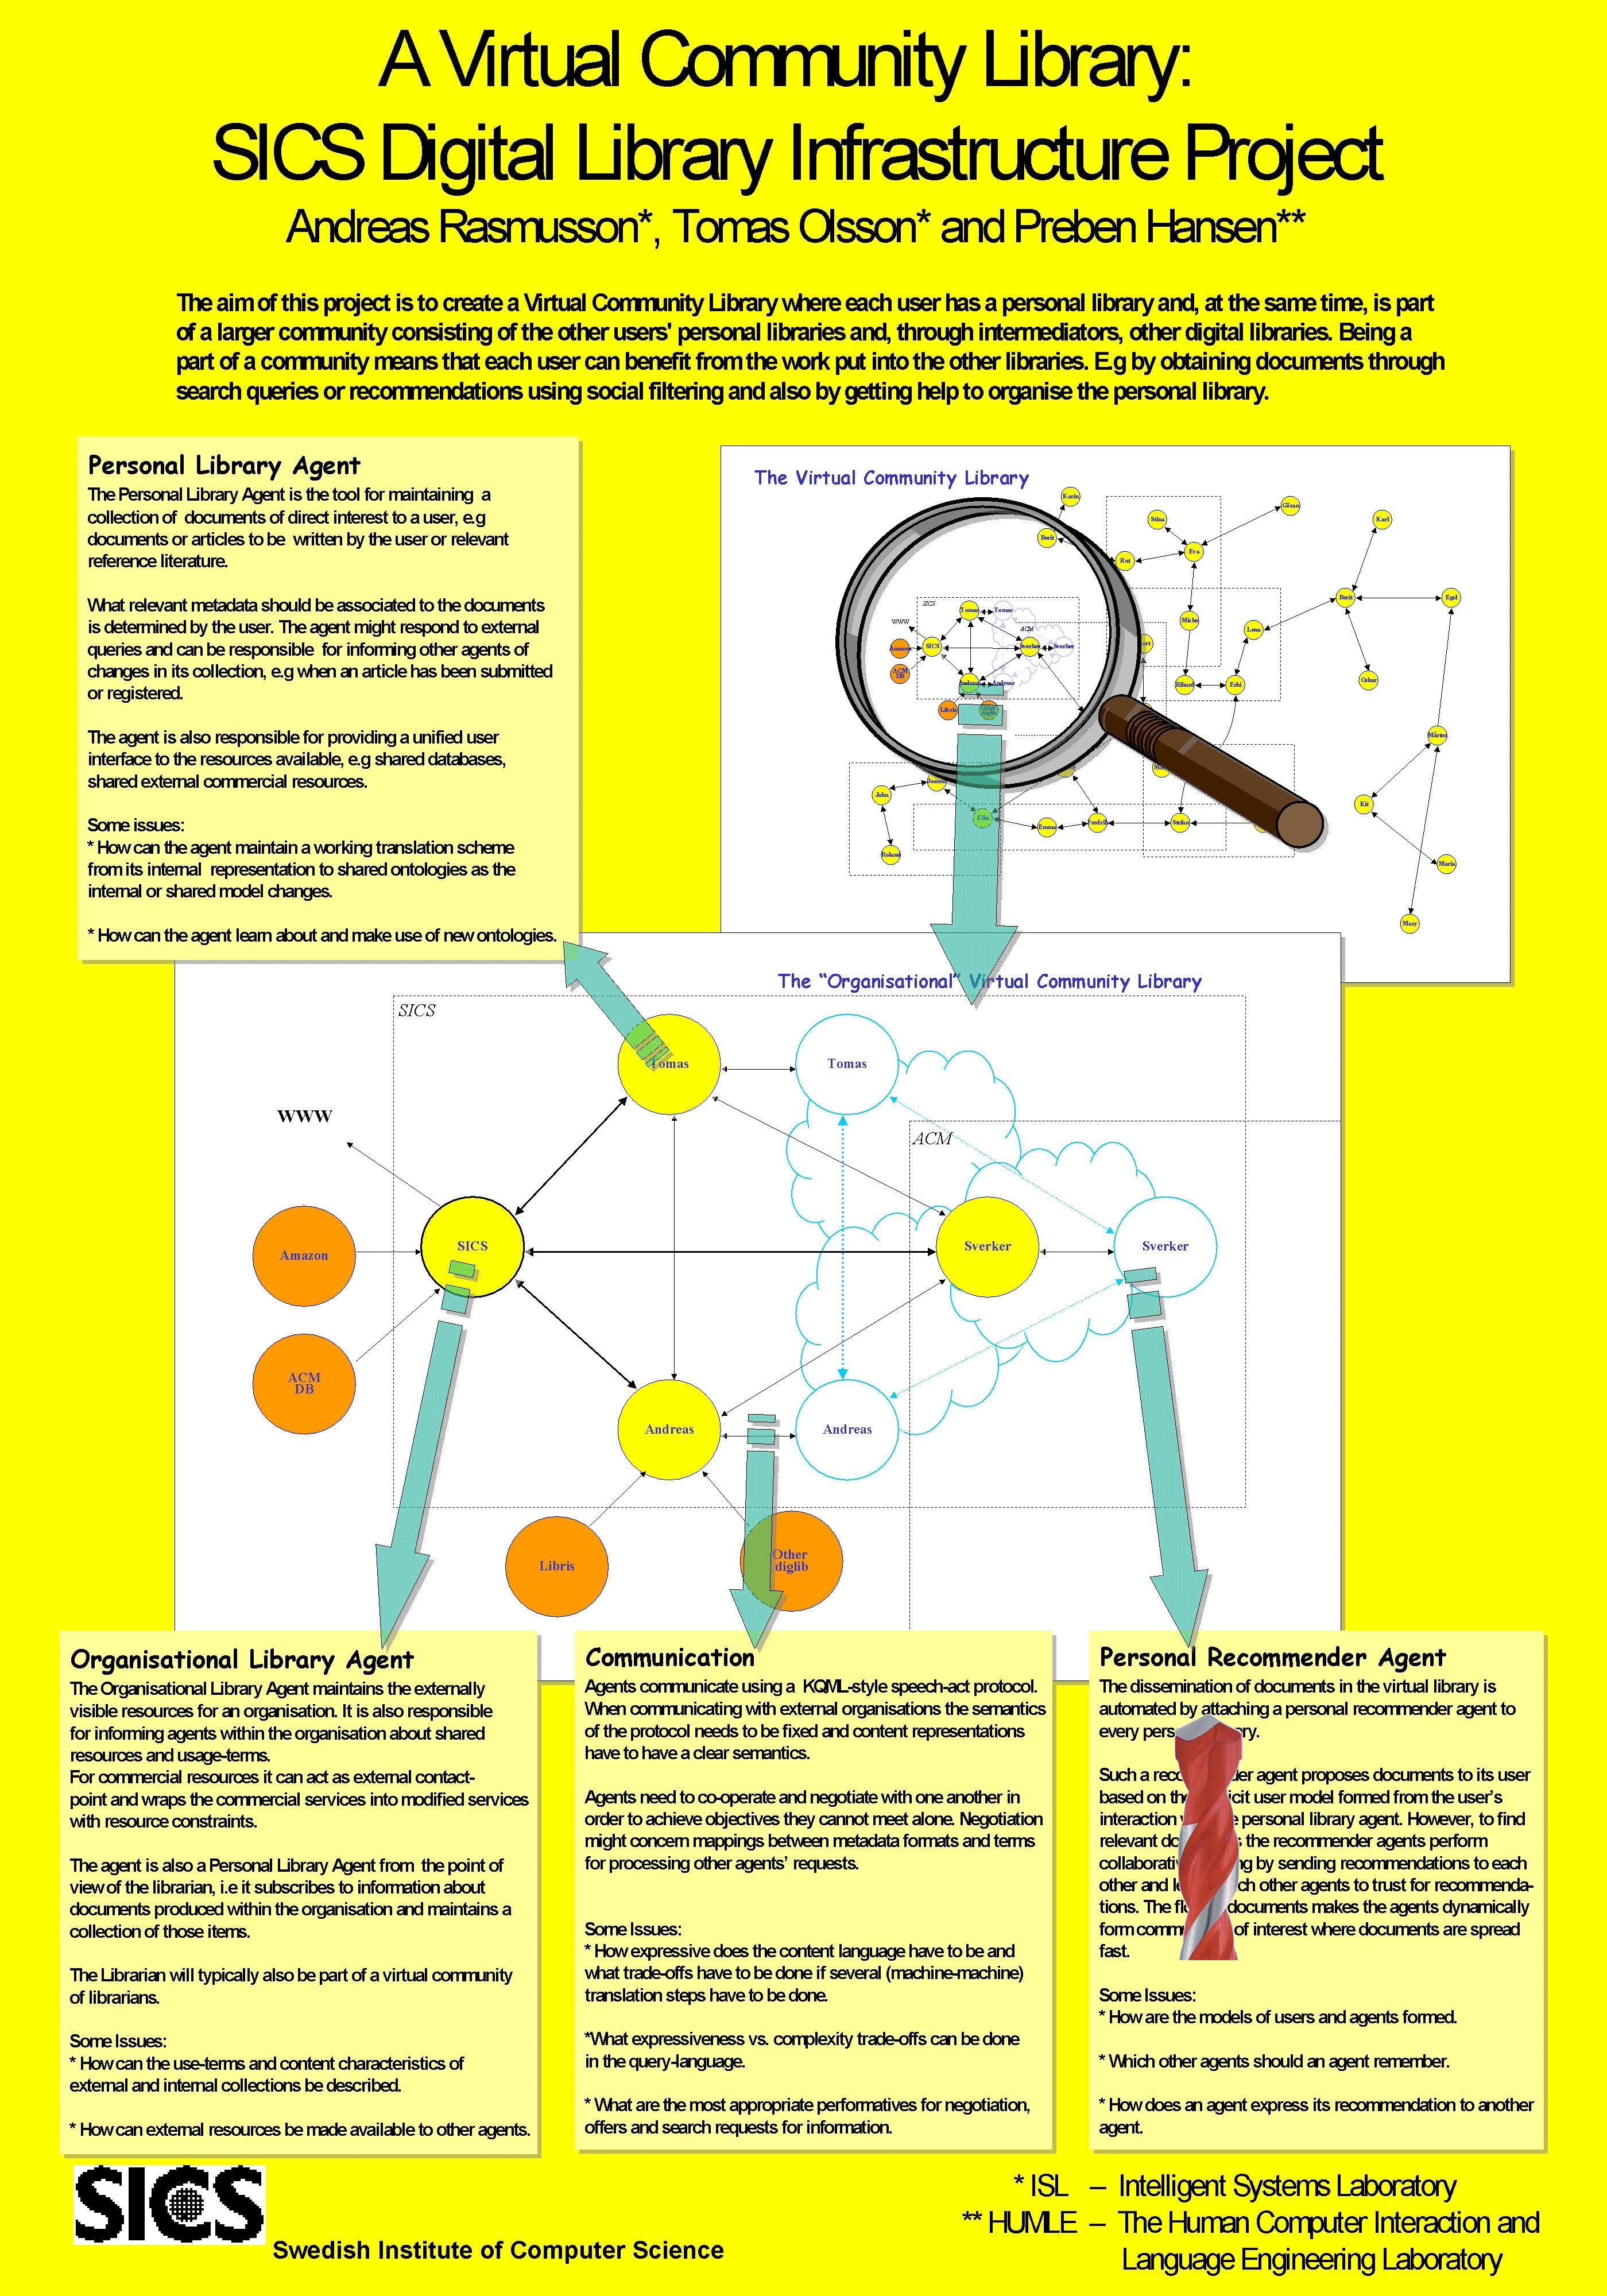 A Virtual Community Library:
SICS Digital Library Infrastructure Project
Andreas Rasmusson*, Tomas Olsson* and Preben Hansen**
The aim of this project is to create a Virtual Community Library where each user has a personal library and, at the same time, is part
of a larger community consisting of the other users' personal libraries and, through intermediators, other digital libraries. Being a
part of a community means that each user can benefit from the work put into the other libraries. E.g by obtaining documents through
search queries or recommendations using social filtering and also by getting help to organise the personal library.
Personal Library Agent
The Personal Library Agent is the tool for maintaining a
collection of documents of direct interest to a user, e.g
documents or articles to be written by the user or relevant
reference literature.
What relevant metadata should be associated to the documents
is determined by the user. The agent might respond to external
queries and can be responsible for informing other agents of
changes in its collection, e.g when an article has been submitted
or registered.
The agent is also responsible for providing a unified user
interface to the resources available, e.g shared databases,
shared external commercial resources.
Some issues:
* How can the agent maintain a working translation scheme
from its internal representation to shared ontologies as the
internal or shared model changes.
* How can the agent learn about and make use of new ontologies.
The Virtual Community Library
Karin
Göran
Stina
Karl
Berit
Eva
Rut
Berit
Egel
SICS
Tomas
Tomas
WWW
Micke
ACM
Lena
Amazon
SICS
Sverker
Sverker
ACM
DB
Andreas
Andreas
Rikard
Erki
Oskar
Libris
Märten
John
Kit
Elin
Emma
Fredrik
Stefan
Roland
Maria
Mary
The “Organisational” Virtual Community Library
SICS
Tomas
Tomas
WWW
ACM
Amazon
SICS
Sverker
Sverker
ACM
DB
Andreas
Andreas
Libris
Other
diglib
Organisational Library Agent
The Organisational Library Agent maintains the externally
visible resources for an organisation. It is also responsible
for informing agents within the organisation about shared
resources and usage-terms.
For commercial resources it can act as external contact-
point and wraps the commercial services into modified services
with resource constraints.
The agent is also a Personal Library Agent from the point of
view of the librarian, i.e it subscribes to information about
documents produced within the organisation and maintains a
collection of those items.
The Librarian will typically also be part of a virtual community
of librarians.
Some Issues:
* How can the use-terms and content characteristics of
external and internal collections be described.
* How can external resources be made available to other agents.
Communication
Agents communicate using a KQML-style speech-act protocol.
When communicating with external organisations the semantics
of the protocol needs to be fixed and content representations
have to have a clear semantics.
Agents need to co-operate and negotiate with one another in
order to achieve objectives they cannot meet alone. Negotiation
might concern mappings between metadata formats and terms
for processing other agents’ requests.
Some Issues:
* How expressive does the content language have to be and
what trade-offs have to be done if several (machine-machine)
translation steps have to be done.
*What expressiveness vs. complexity trade-offs can be done
in the query-language.
* What are the most appropriate performatives for negotiation,
offers and search requests for information.
Personal Recommender Agent
The dissemination of documents in the virtual library is
automated by attaching a personal recommender agent to
every
Such a agent proposes documents to its user
based on user model formed from the user’s
interaction personal library agent. However, to find
relevant the recommender agents perform
by sending recommendations to each
other and other agents to trust for recommenda-
tions. The documents makes the agents dynamically
form of interest where documents are spread
fast.
Some Issues:
* How are the models of users and agents formed.
* Which other agents should an agent remember.
* How does an agent express its recommendation to another
agent.
SICS
Swedish Institute of Computer Science
* ISL – Intelligent Systems Laboratory
** HUMLE – The Human Computer Interaction and
Language Engineering Laboratory